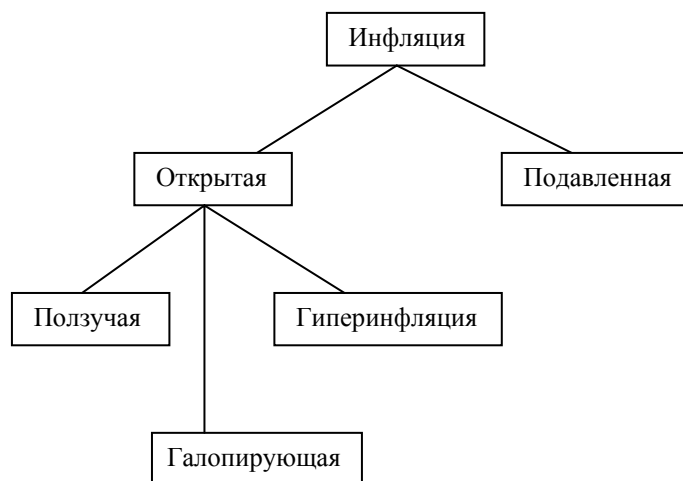 Инфляция
Открытая
Подавленная
Ползучая
Гиперинфляция
Галопирующая